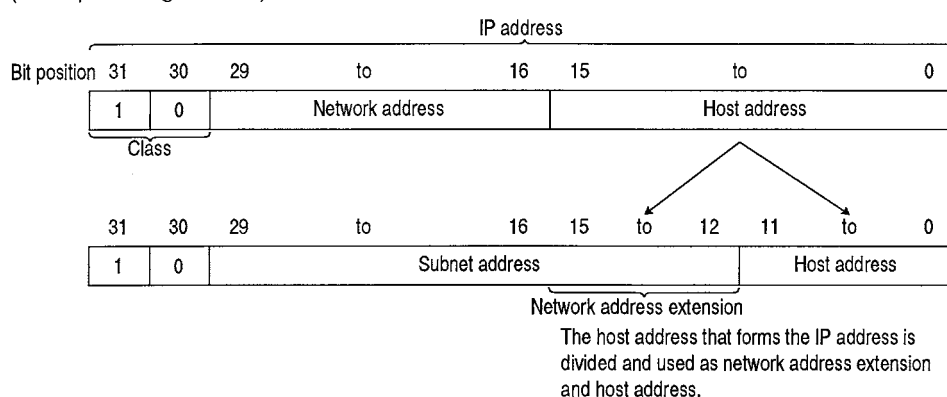 IP address
Bit position 31 30 29 to 16 15 to 0
1 0 Network address Host address
Class
31 30 29 to 16 15 to 12 11 to 0
1 0 Subnet address Host address
Network address extension
The host address that forms the IP address is
divided and used as network address extension
and host address.